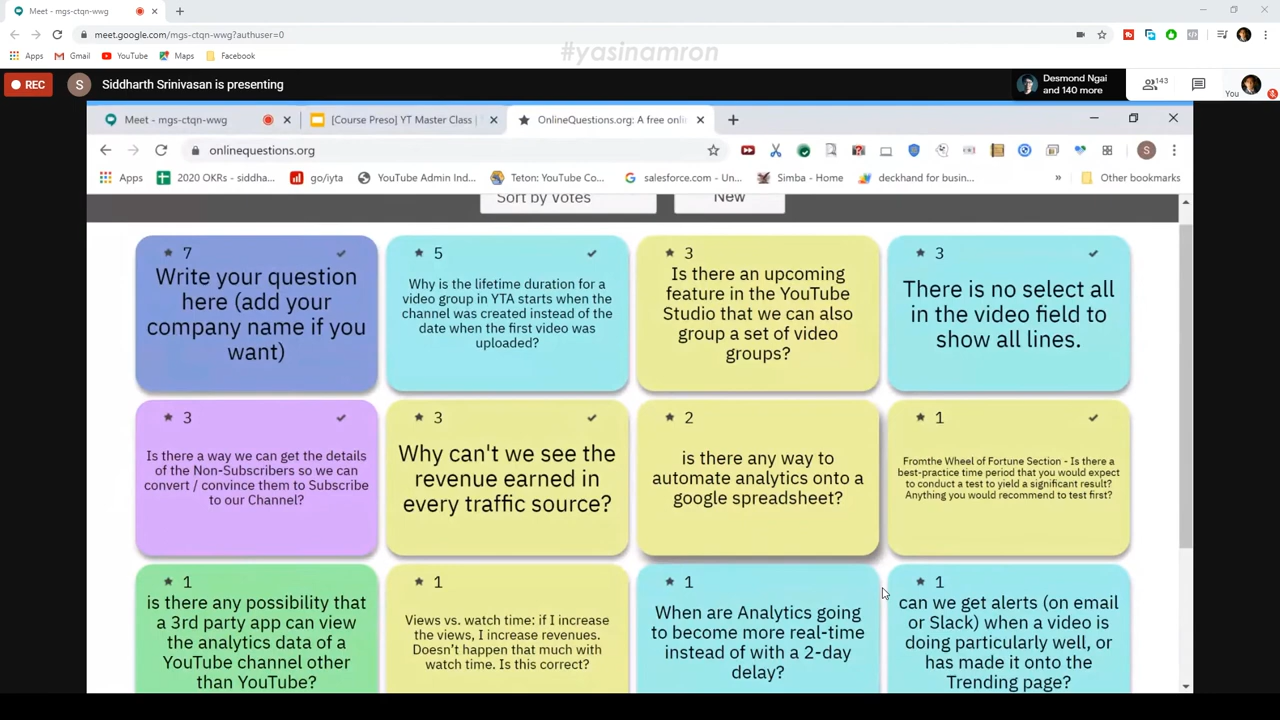 Meet - mgs-ctqn-wwg
meet.google.com/mgs-ctqn-wwg?authuser=0
Apps Gmail YouTube Maps Facebook
#yasinamron
REC S Siddharth Srinivasan is presenting
Desmond Ngai
and 140 more
143
You
Meet - mgs-ctqn-wwg [Course Preso] YT Master Class | OnlineQuestions.org: A free onli
onlinequestions.org S
Apps 2020 OKRs - siddha... go/iyta YouTube Admin Ind... Teton: YouTube Co... salesforce.com - Un... Simba - Home deckhand for busin... » Other bookmarks
Sort by Votes New
7
Write your question
here (add your
company name if you
want)
5
Why is the lifetime duration for a
video group in YTA starts when the
channel was created instead of the
date when the first video was
uploaded?
3
Is there an upcoming
feature in the YouTube
Studio that we can also
group a set of video
groups?
3
There is no select all
in the video field to
show all lines.
3
Is there a way we can get the details
of the Non-Subscribers so we can
convert / convince them to Subscribe
to our Channel?
3
Why can't we see the
revenue earned in
every traffic source?
2
is there any way to
automate analytics onto a
google spreadsheet?
1
Fromthe Wheel of Fortune Section - Is there a
best-practice time period that you would expect
to conduct a test to yield a significant result?
Anything you would recommend to test first?
1
is there any possibility that
a 3rd party app can view
the analytics data of a
YouTube channel other
than YouTube?
1
Views vs. watch time: if I increase
the views, I increase revenues.
Doesn't happen that much with
watch time. Is this correct?
1
When are Analytics going
to become more real-time
instead of with a 2-day
delay?
1
can we get alerts (on email
or Slack) when a video is
doing particularly well, or
has made it onto the
Trending page?